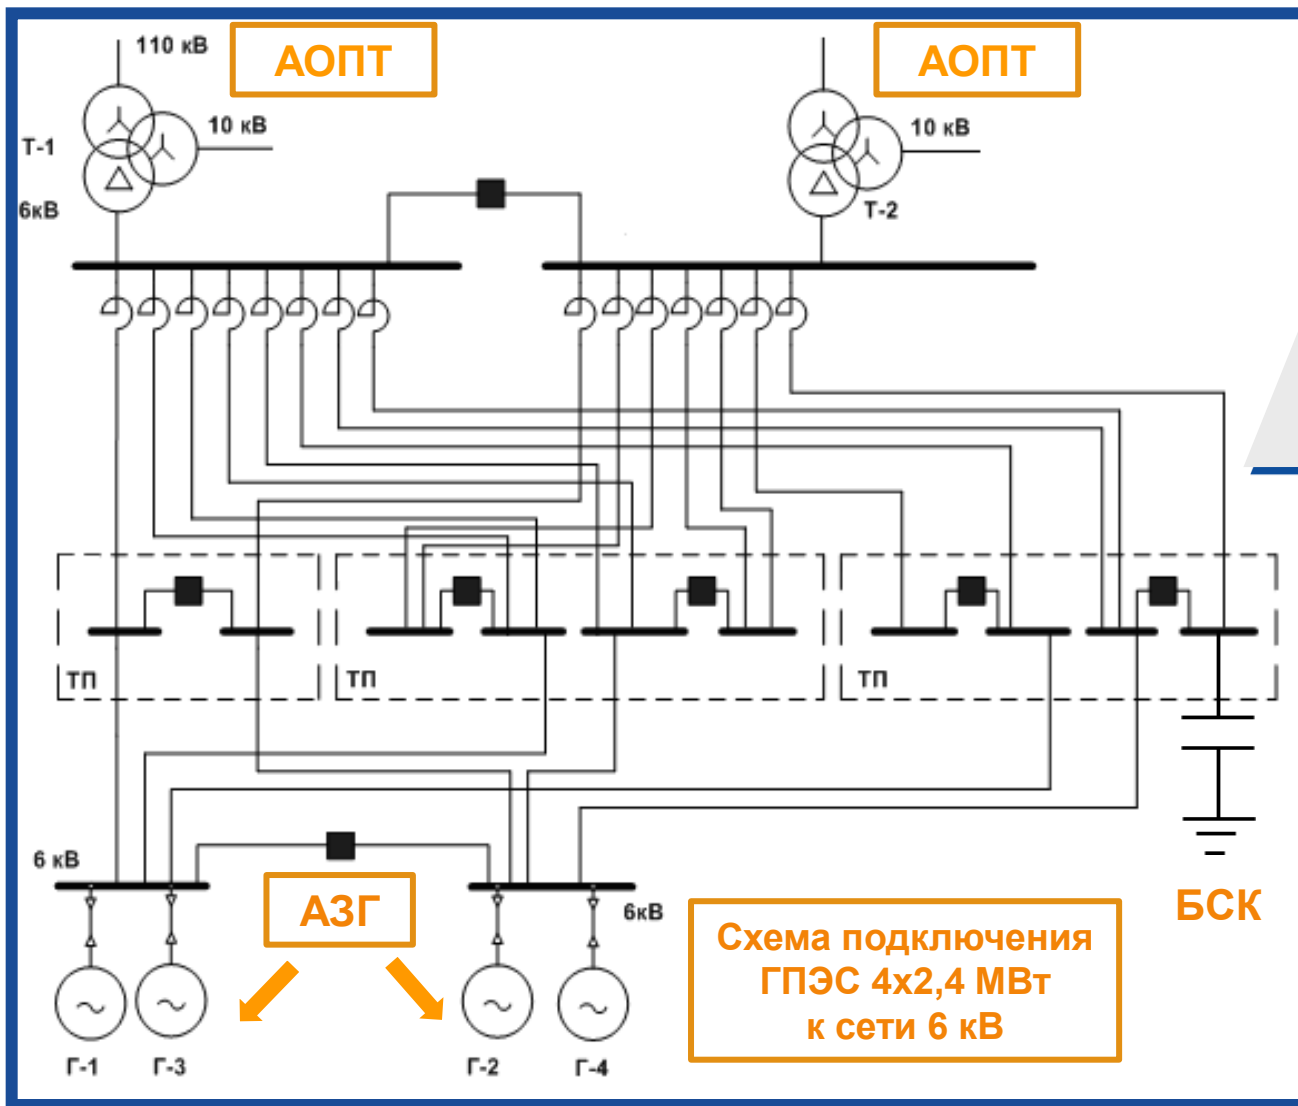 110 кВ
АОПТ
АОПТ
10 кВ
10 кВ
Т-1
6кВ
Т-2
ТП
ТП
ТП
6 кВ
АЗГ
6кВ
БСК
Схема подключения
ГПЭС 4х2,4 МВт
к сети 6 кВ
Г-1
Г-3
Г-2
Г-4